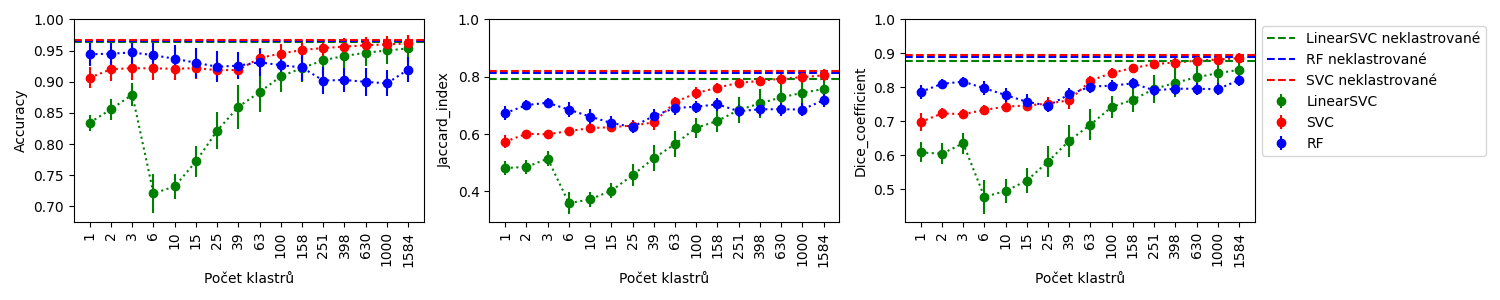 1.00
0.95
0.90
0.85
0.80
0.75
0.70
Accuracy
1 2 3 6 10 15 25 39 63 100 158 251 398 630 1000 1584
Počet klastrů
1.0
0.8
0.6
0.4
Jaccard_index
1 2 3 6 10 15 25 39 63 100 158 251 398 630 1000 1584
Počet klastrů
1.0
0.9
0.8
0.7
0.6
0.5
Dice_coefficient
1 2 3 6 10 15 25 39 63 100 158 251 398 630 1000 1584
Počet klastrů
LinearSVC neklastrované
RF neklastrované
SVC neklastrované
LinearSVC
SVC
RF